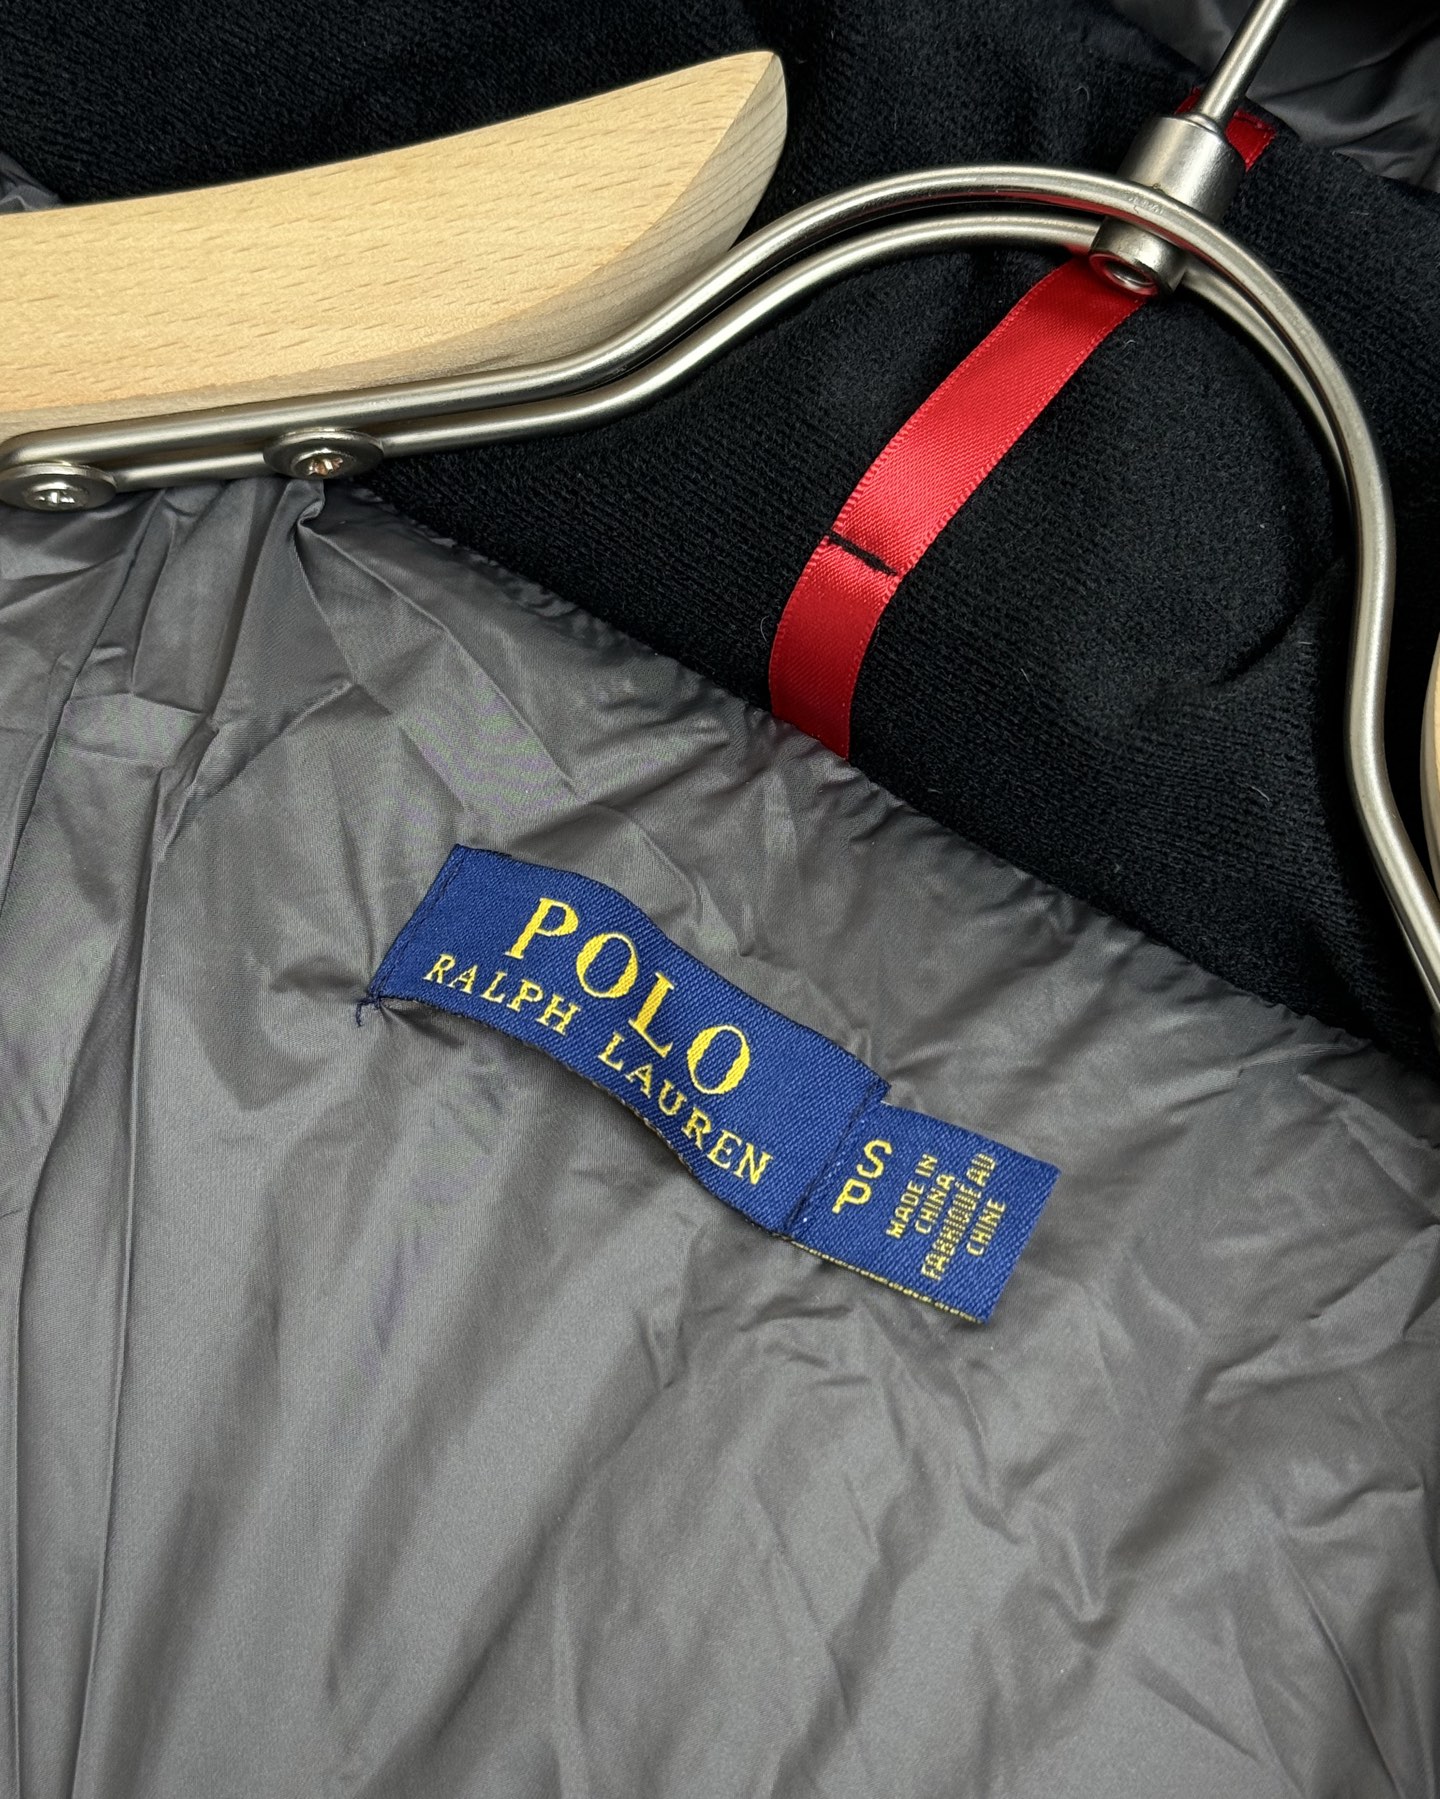 POLO
RALPH LAUREN
S
P
MADE IN
CHINA
FABRIQUÉ AU
CHINE